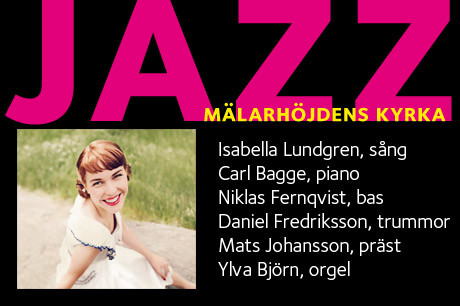 JAZZ
MÄLARHÖJDENS KYRKA
Isabella Lundgren, sång
Carl Bagge, piano
Niklas Fernqvist, bas
Daniel Fredriksson, trummor
Mats Johansson, präst
Ylva Björn, orgel